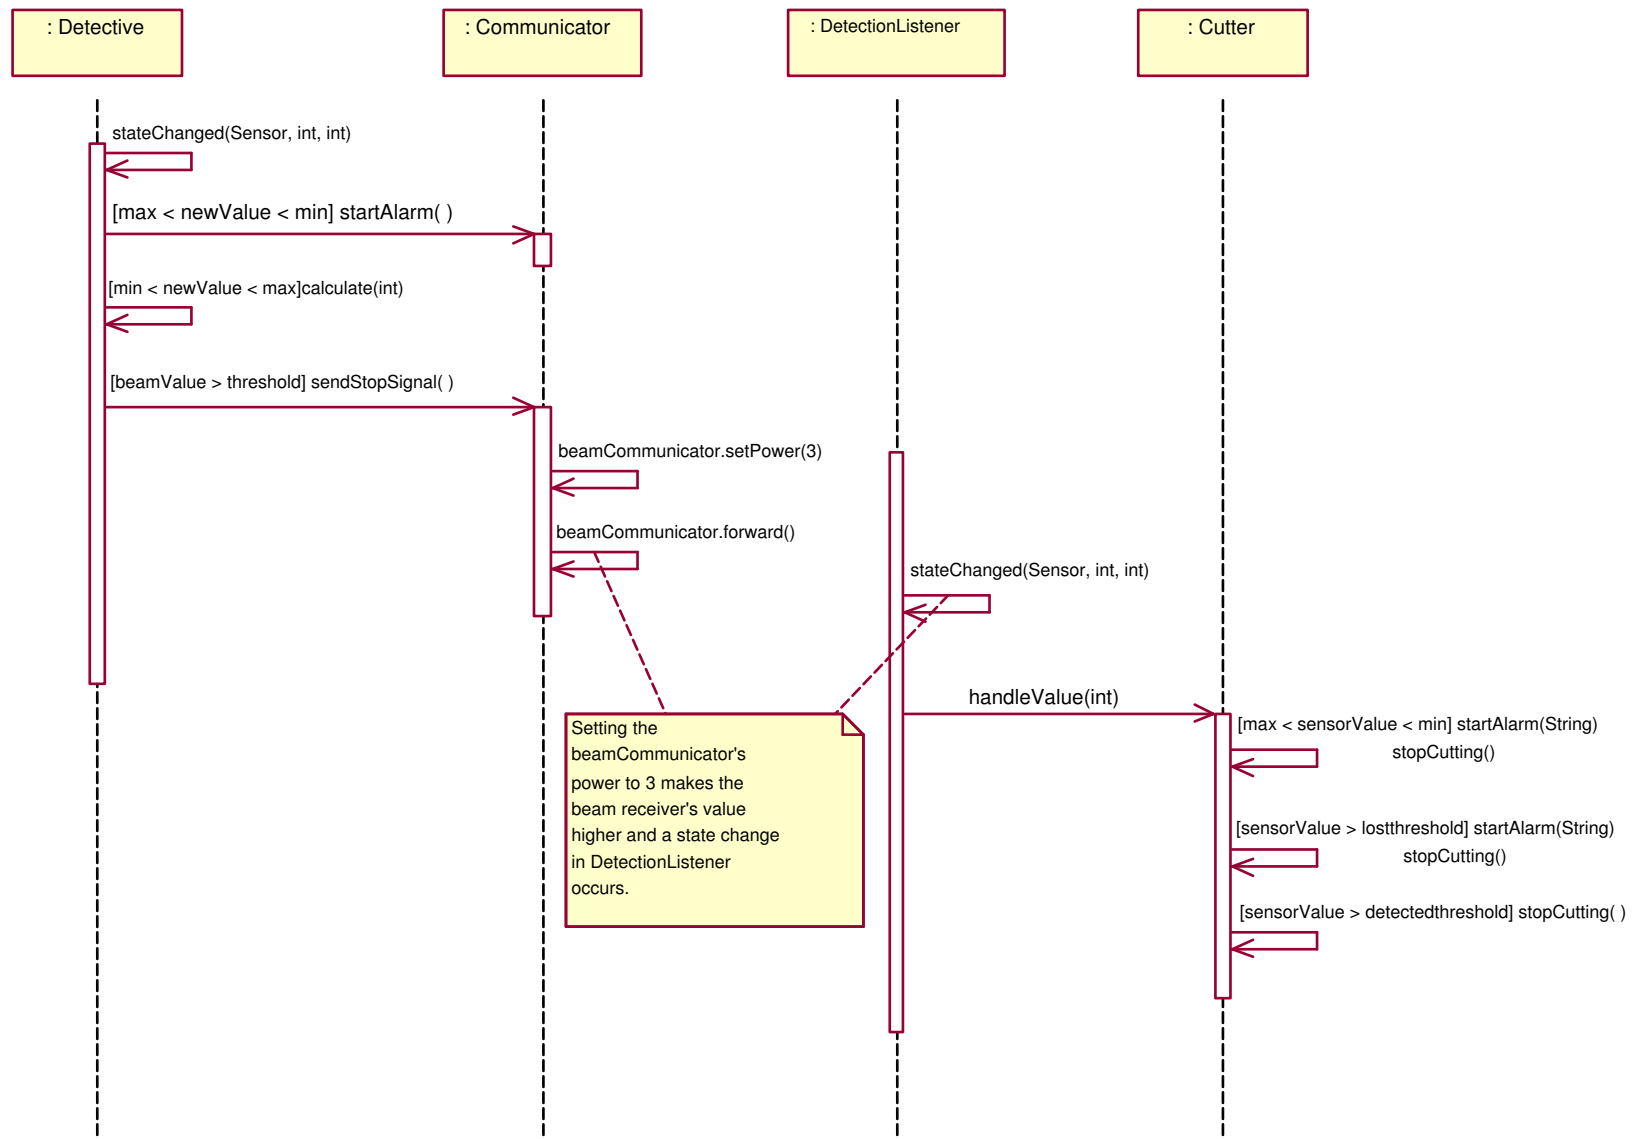 : Detective
: Communicator
: DetectionListener
: Cutter
stateChanged(Sensor, int, int)
[max < newValue < min] startAlarm( )
[min < newValue < max]calculate(int)
[beamValue > threshold] sendStopSignal( )
beamCommunicator.setPower(3)
beamCommunicator.forward()
stateChanged(Sensor, int, int)
handleValue(int)
Setting the
beamCommunicator's
power to 3 makes the
beam receiver's value
higher and a state change
in DetectionListener
occurs.
[max < sensorValue < min] startAlarm(String)
stopCutting()
[sensorValue > lostthreshold] startAlarm(String)
stopCutting()
[sensorValue > detectedthreshold] stopCutting( )